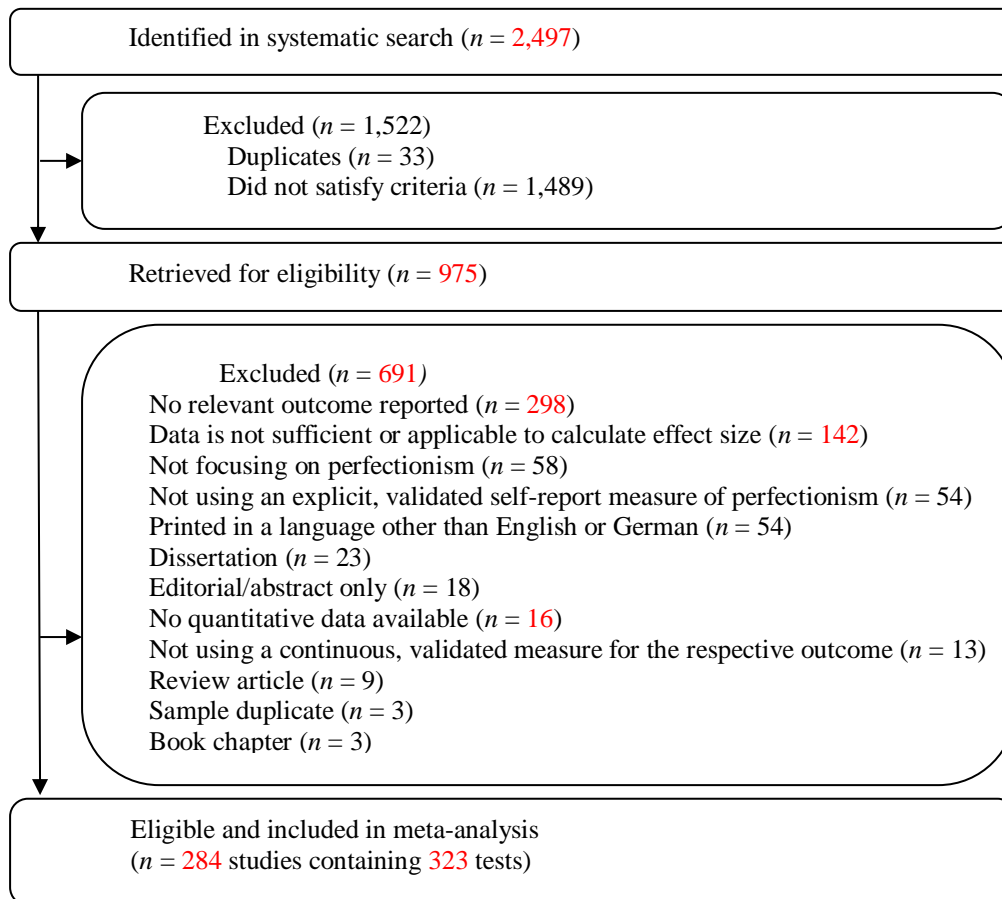 Identified in systematic search (n = 2,497)
Excluded (n = 1,522)
Duplicates (n = 33)
Did not satisfy criteria (n = 1,489)
Retrieved for eligibility (n = 975)
Excluded (n = 691)
No relevant outcome reported (n = 298)
Data is not sufficient or applicable to calculate effect size (n = 142)
Not focusing on perfectionism (n = 58)
Not using an explicit, validated self-report measure of perfectionism (n = 54)
Printed in a language other than English or German (n = 54)
Dissertation (n = 23)
Editorial/abstract only (n = 18)
No quantitative data available (n = 16)
Not using a continuous, validated measure for the respective outcome (n = 13)
Review article (n = 9)
Sample duplicate (n = 3)
Book chapter (n = 3)
Eligible and included in meta-analysis
(n = 284 studies containing 323 tests)